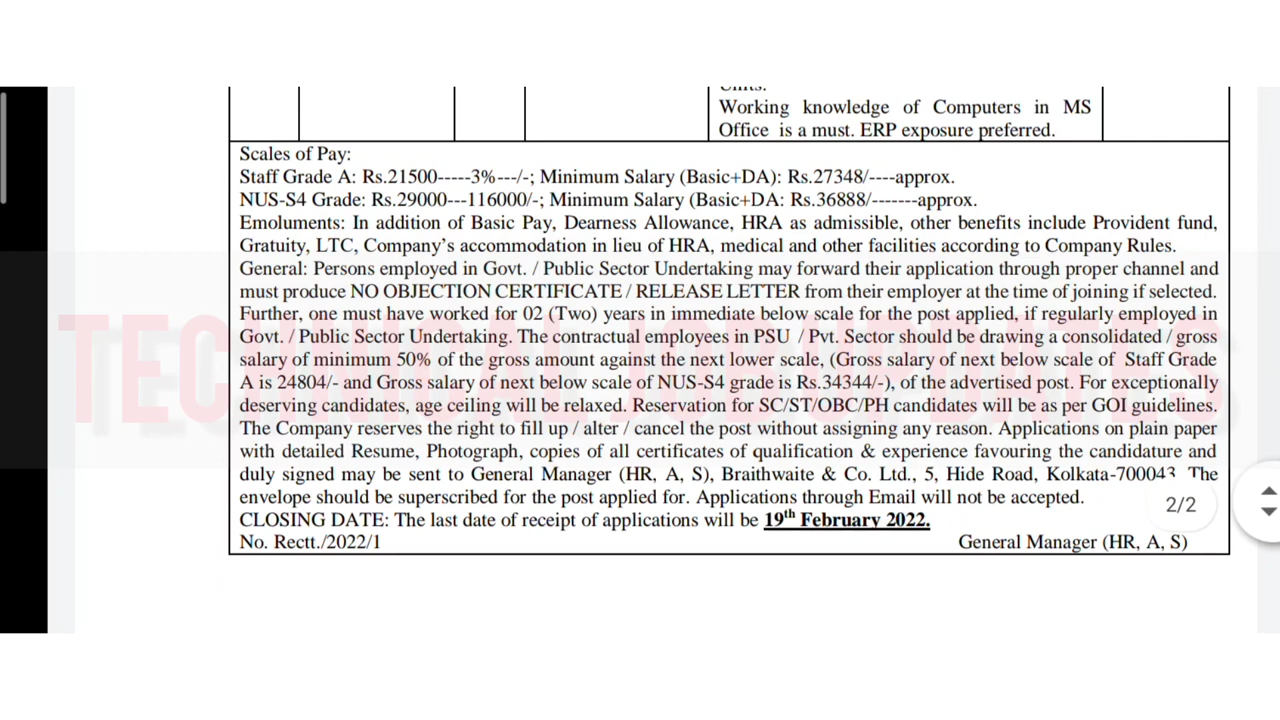 Working knowledge of Computers in MS
Office is a must. ERP exposure preferred.
Scales of Pay:
Staff Grade A: Rs.21500-----3%---/-; Minimum Salary (Basic+DA): Rs.27348/----approx.
NUS-S4 Grade: Rs.29000---116000/-; Minimum Salary (Basic+DA: Rs.36888/-------approx.
Emoluments: In addition of Basic Pay, Dearness Allowance, HRA as admissible, other benefits include Provident fund,
Gratuity, LTC, Company's accommodation in lieu of HRA, medical and other facilities according to Company Rules.
General: Persons employed in Govt. / Public Sector Undertaking may forward their application through proper channel and
must produce NO OBJECTION CERTIFICATE / RELEASE LETTER from their employer at the time of joining if selected.
Further, one must have worked for 02 (Two) years in immediate below scale for the post applied, if regularly employed in
Govt. / Public Sector Undertaking. The contractual employees in PSU / Pvt. Sector should be drawing a consolidated / gross
salary of minimum 50% of the gross amount against the next lower scale, (Gross salary of next below scale of Staff Grade
A is 24804/- and Gross salary of next below scale of NUS-S4 grade is Rs.34344/-), of the advertised post. For exceptionally
deserving candidates, age ceiling will be relaxed. Reservation for SC/ST/OBC/PH candidates will be as per GOI guidelines.
The Company reserves the right to fill up / alter / cancel the post without assigning any reason. Applications on plain paper
with detailed Resume, Photograph, copies of all certificates of qualification & experience favouring the candidature and
duly signed may be sent to General Manager (HR, A, S), Braithwaite & Co. Ltd., 5, Hide Road, Kolkata-700043 The
envelope should be superscribed for the post applied for. Applications through Email will not be accepted.
CLOSING DATE: The last date of receipt of applications will be 19th February 2022.
No. Rectt./2022/1 General Manager (HR, A, S)
2/2
TECHNICAL JOB UPDATES